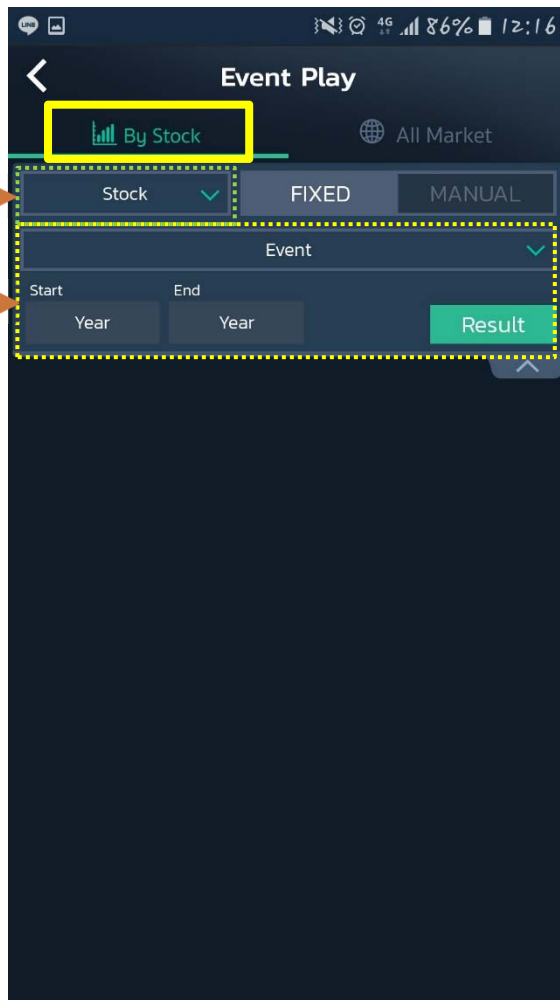 LINE 4G 86% 12:16
Event Play
By Stock All Market
Stock FIXED MANUAL
Event
Start End
Year Year Result